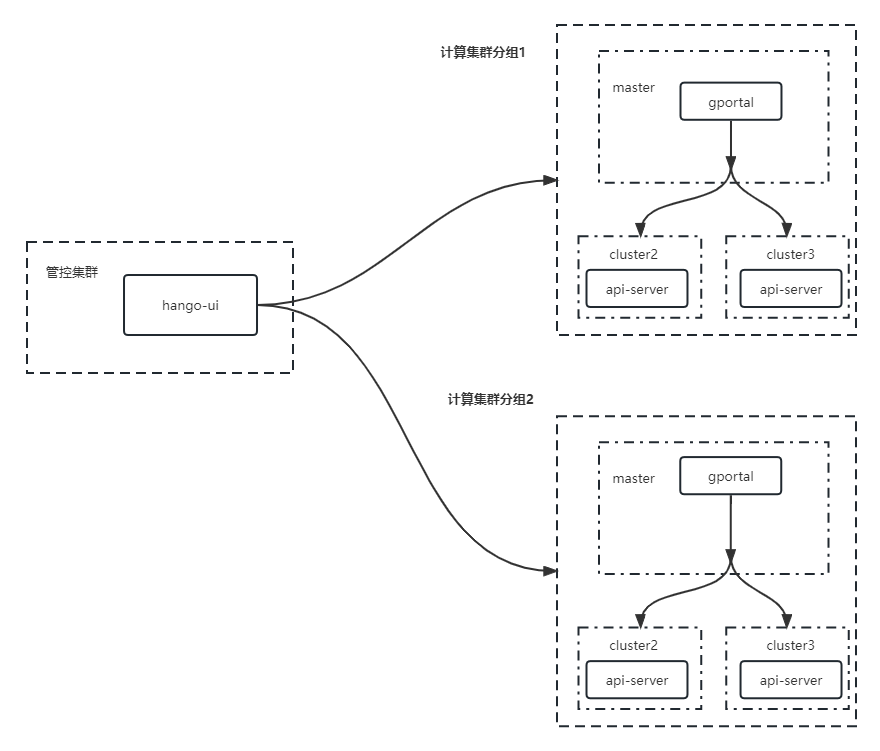 计算集群分组1
master
gportal
cluster2
cluster3
api-server
api-server
管控集群
hango-ui
计算集群分组2
master
gportal
cluster2
cluster3
api-server
api-server